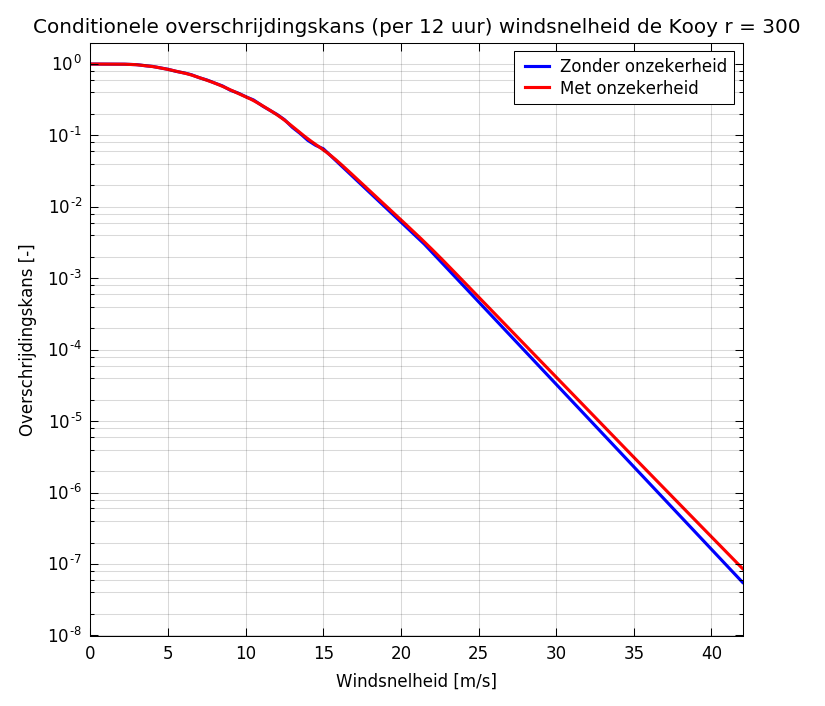 Conditionele overschrijdingskans (per 12 uur) windsnelheid de Kooy r = 300
Zonder onzekerheid
Met onzekerheid
Overschrijdingskans [-]
10^0
10^-1
10^-2
10^-3
10^-4
10^-5
10^-6
10^-7
10^-8
0 5 10 15 20 25 30 35 40
Windsnelheid [m/s]